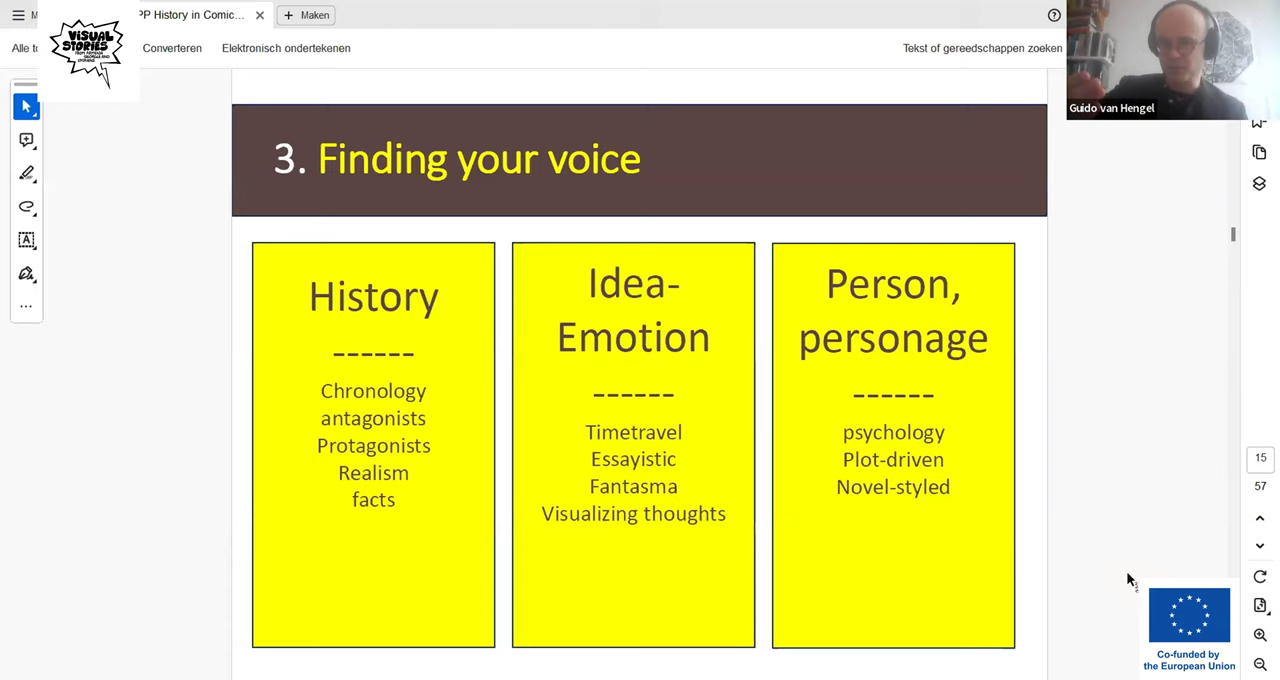 PP History in Comic...
Maken
VISUAL
STORIES
Converteren
Elektronisch ondertekenen
Tekst of gereedschappen zoeken
Guido van Hengel
3. Finding your voice
History
------
Chronology
antagonists
Protagonists
Realism
facts
Idea-
Emotion
------
Timetravel
Essayistic
Fantasma
Visualizing thoughts
Person,
personage
------
psychology
Plot-driven
Novel-styled
15
57
Co-funded by
the European Union